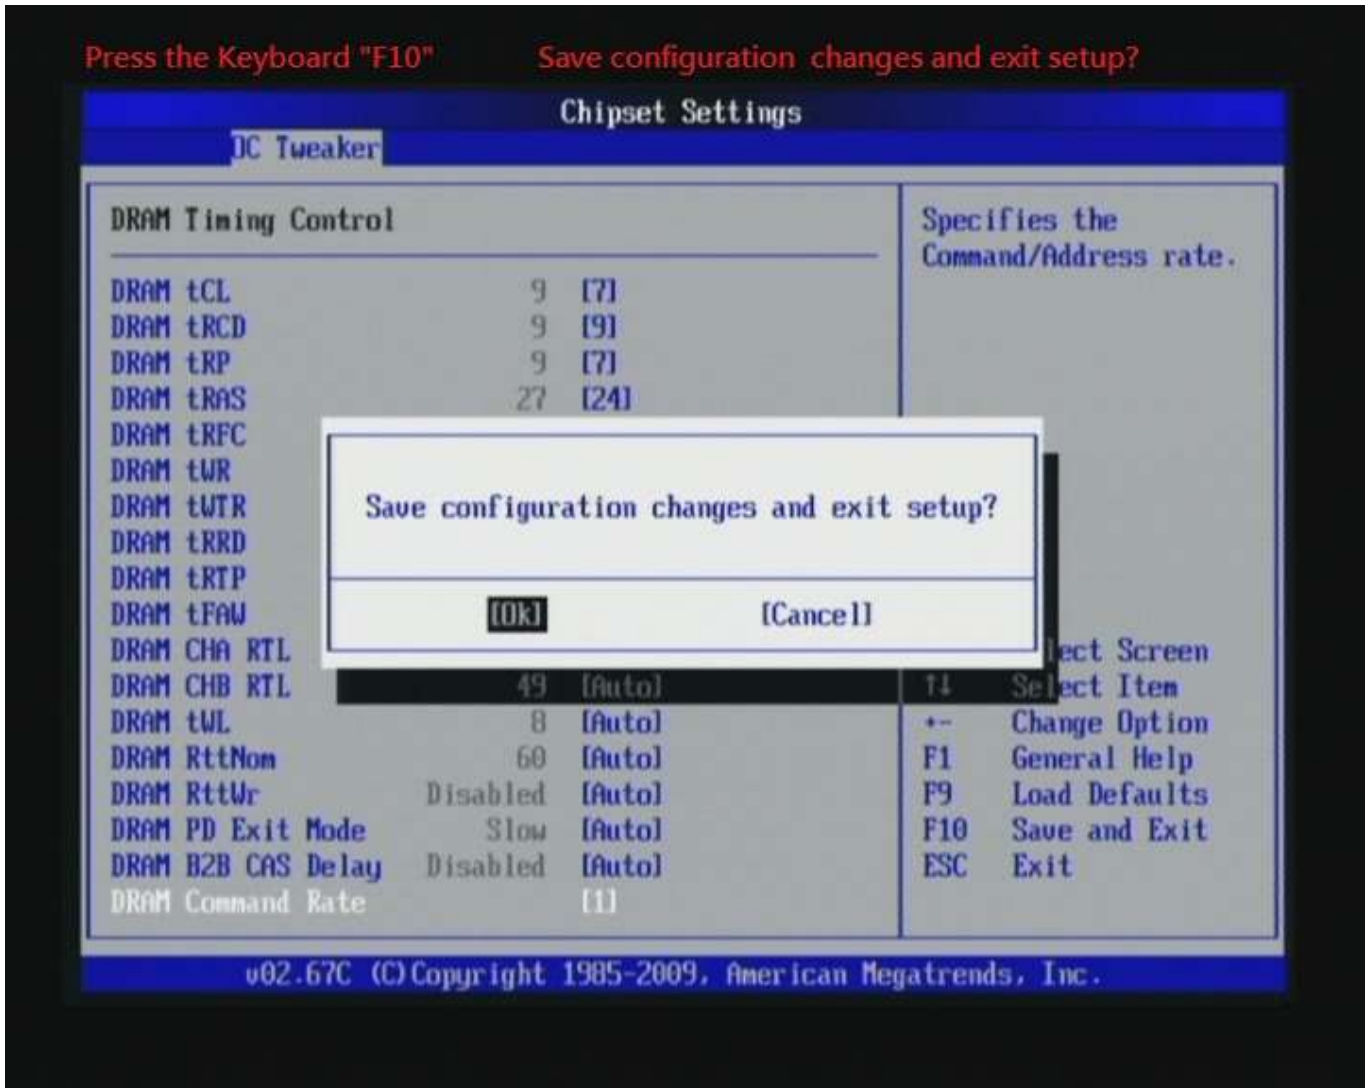 Press the Keyboard "F10" Save configuration changes and exit setup?
Chipset Settings
OC Tweaker
DRAM Timing Control
DRAM tCL 9 [7]
DRAM tRCD 9 [9]
DRAM tRP 9 [7]
DRAM tRAS 27 [24]
DRAM tRFC
DRAM tWR
DRAM tWTR
DRAM tRRD
DRAM tRTP
DRAM tFAW
DRAM CHA RTL
DRAM CHB RTL 49 [Auto]
DRAM tWL 8 [Auto]
DRAM RttNom 60 [Auto]
DRAM RttWr Disabled [Auto]
DRAM PD Exit Mode Slow [Auto]
DRAM B2B CAS Delay Disabled [Auto]
DRAM Command Rate [1]
Save configuration changes and exit setup?
[Ok] [Cancel]
Specifies the
Command/Address rate.
ect Screen
↑↓ Select Item
+- Change Option
F1 General Help
F9 Load Defaults
F10 Save and Exit
ESC Exit
v02.67C (C)Copyright 1985-2009, American Megatrends, Inc.